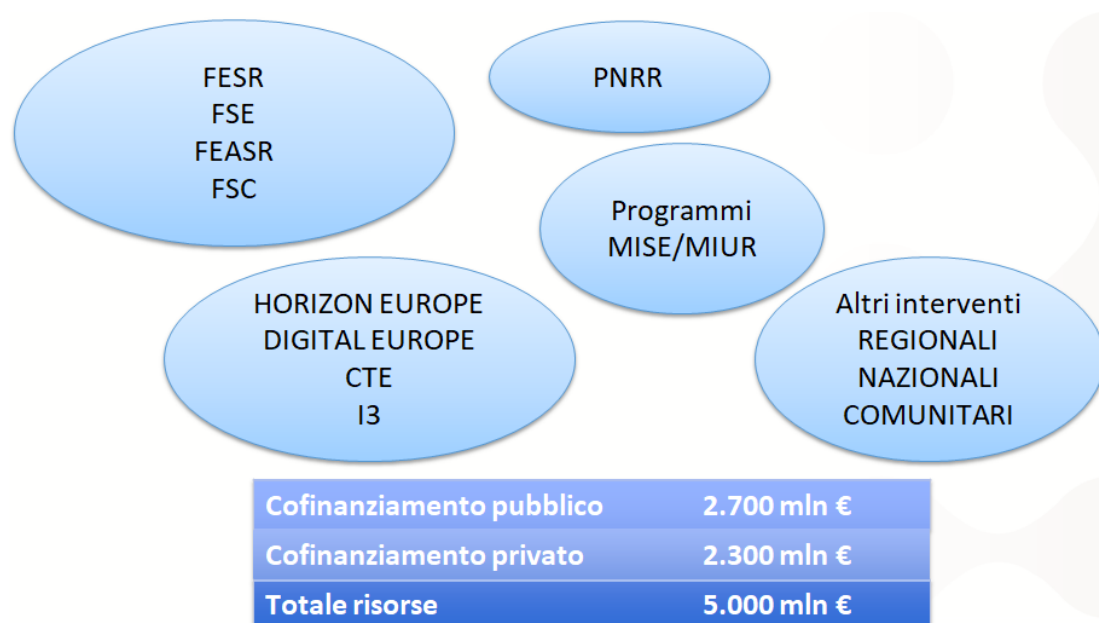 FESR
FSE
FEASR
FSC
PNRR
Programmi
MISE/MIUR
HORIZON EUROPE
DIGITAL EUROPE
CTE
I3
Altri interventi
REGIONALI
NAZIONALI
COMUNITARI
Cofinanziamento pubblico 2.700 mln €
Cofinanziamento privato 2.300 mln €
Totale risorse 5.000 mln €